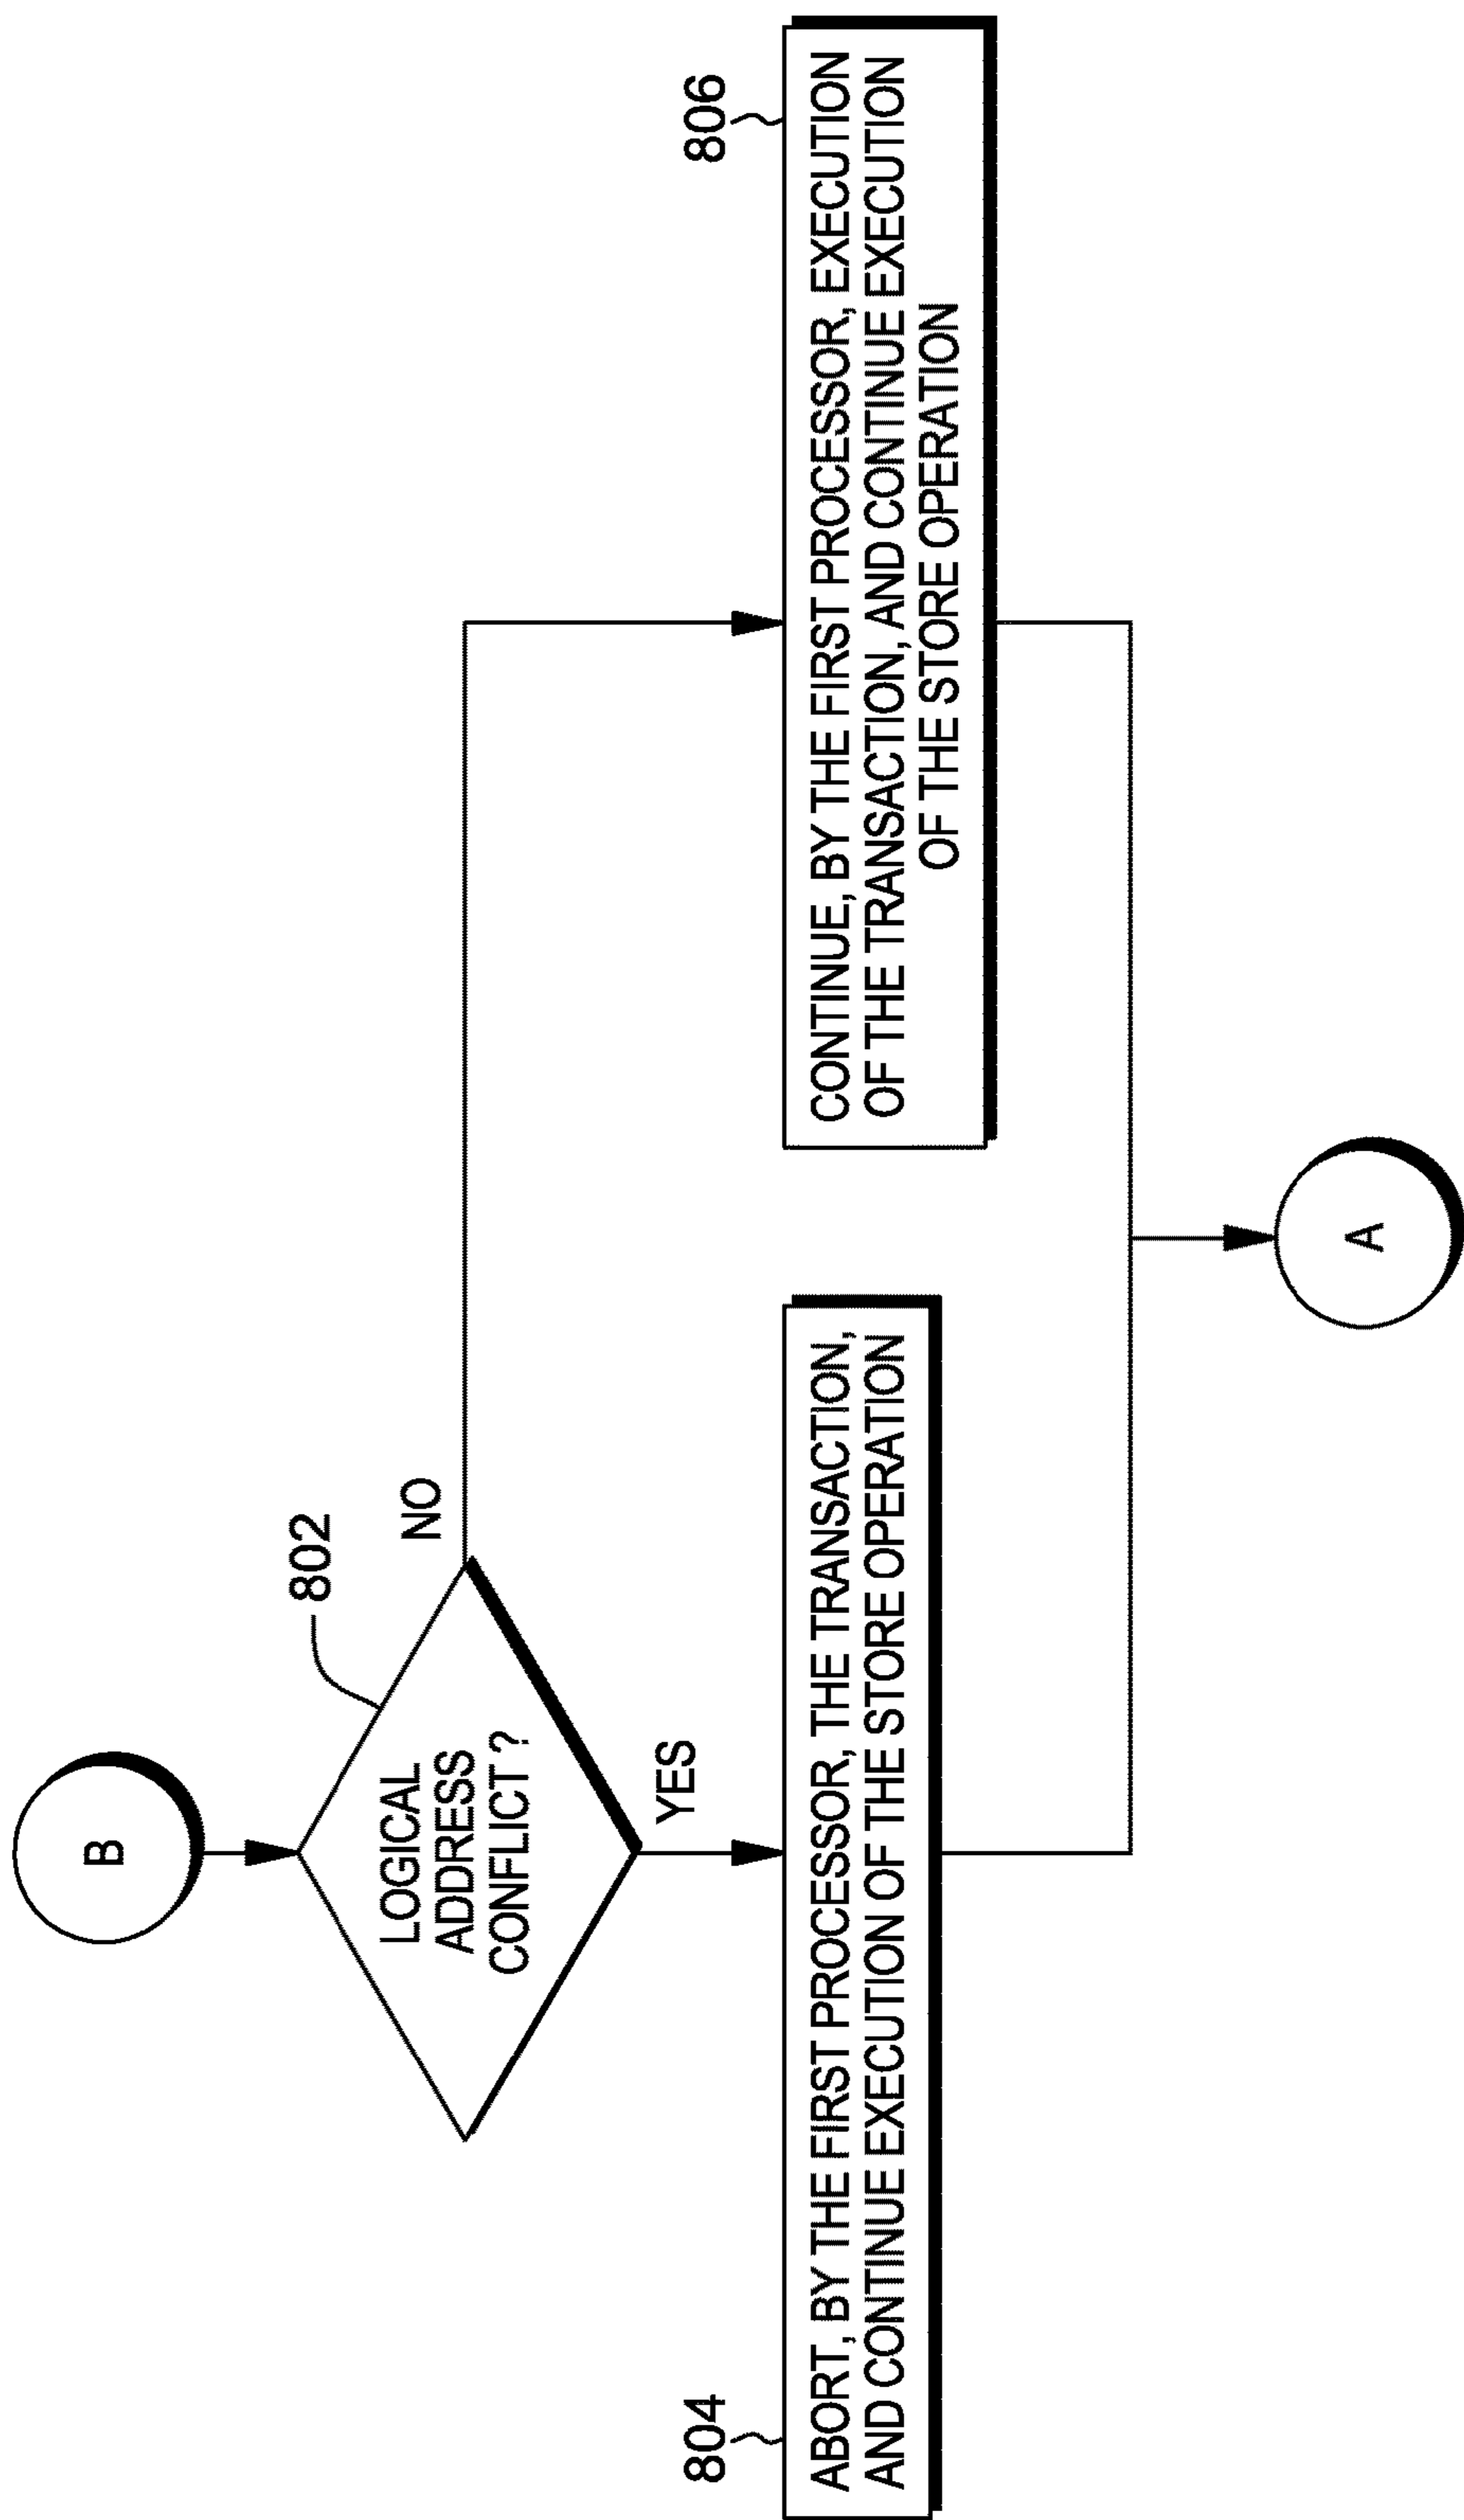 B
802
LOGICAL
ADDRESS
CONFLICT ?
NO
YES
804
ABORT, BY THE FIRST PROCESSOR, THE TRANSACTION,
AND CONTINUE EXECUTION OF THE STORE OPERATION
806
CONTINUE, BY THE FIRST PROCESSOR, EXECUTION
OF THE TRANSACTION, AND CONTINUE EXECUTION
OF THE STORE OPERATION
A